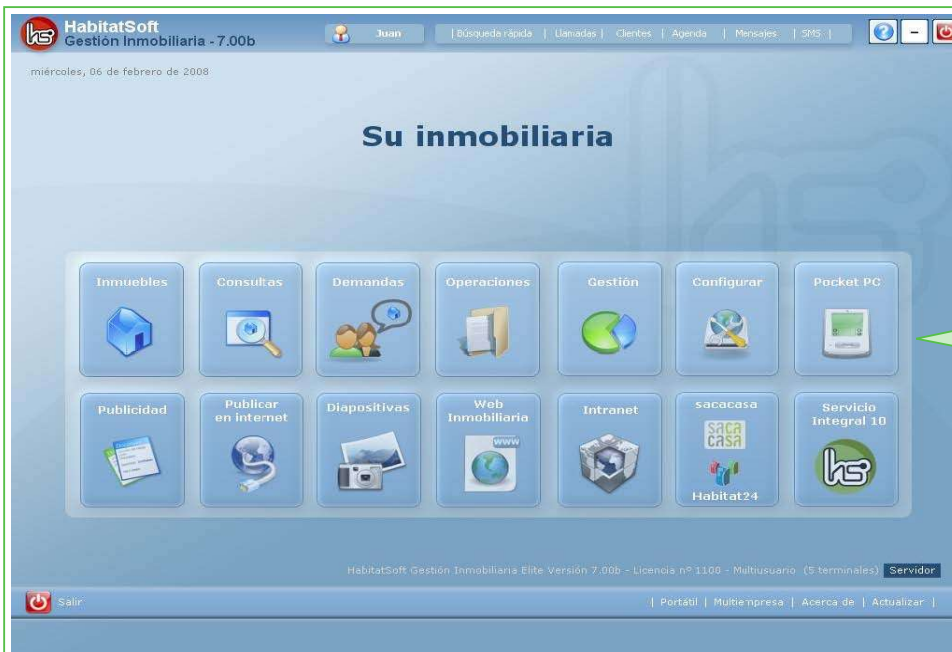 HabitatSoft
Gestión Inmobiliaria - 7.00b
Juan
| Búsqueda rápida | Llamadas | Clientes | Agenda | Mensajes | SMS |
miércoles, 06 de febrero de 2008
Su inmobiliaria
Inmuebles
Consultas
Demandas
Operaciones
Gestión
Configurar
Pocket PC
Publicidad
Publicar
en internet
Diapositivas
Web
Inmobiliaria
www
Intranet
sacacasa
saca
casa
Habitat24
Servicio
Integral 10
HabitatSoft Gestión Inmobiliaria Elite Versión 7.00b - Licencia nº 1100 - Multiusuario (5 terminales) Servidor
Salir
| Portátil | Multiempresa | Acerca de | Actualizar |